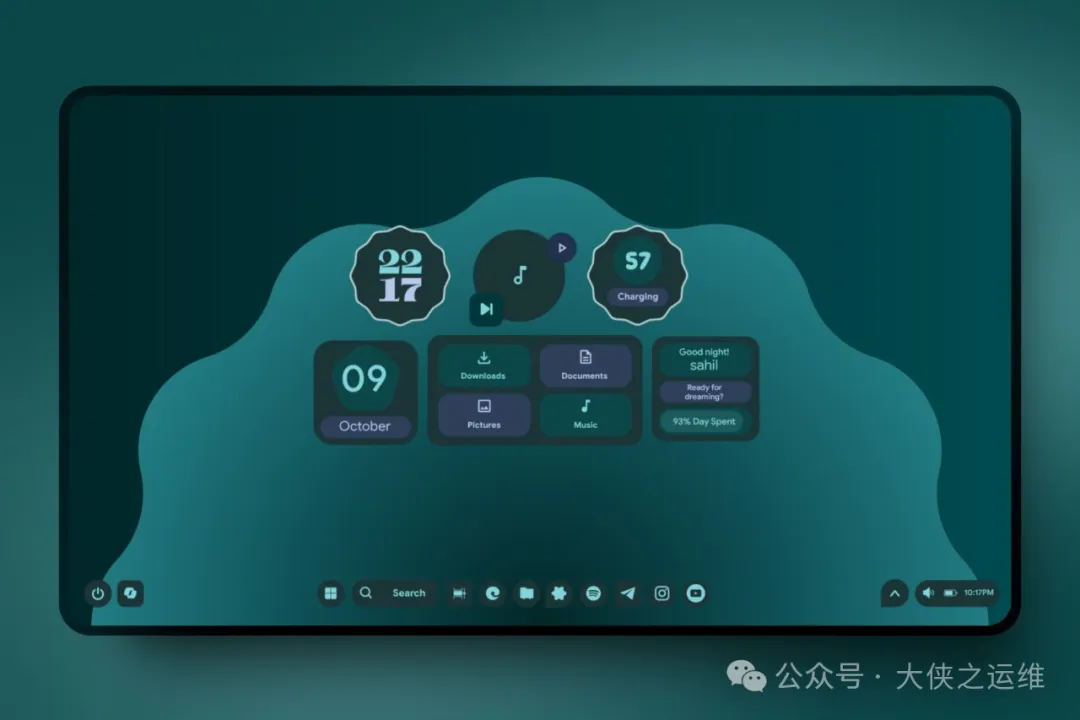 22
17
57
Charging
09
October
Downloads
Documents
Pictures
Music
Good night!
sahil
Ready for
dreaming?
93% Day Spent
Search
10:17PM
公众号 · 大侠之运维